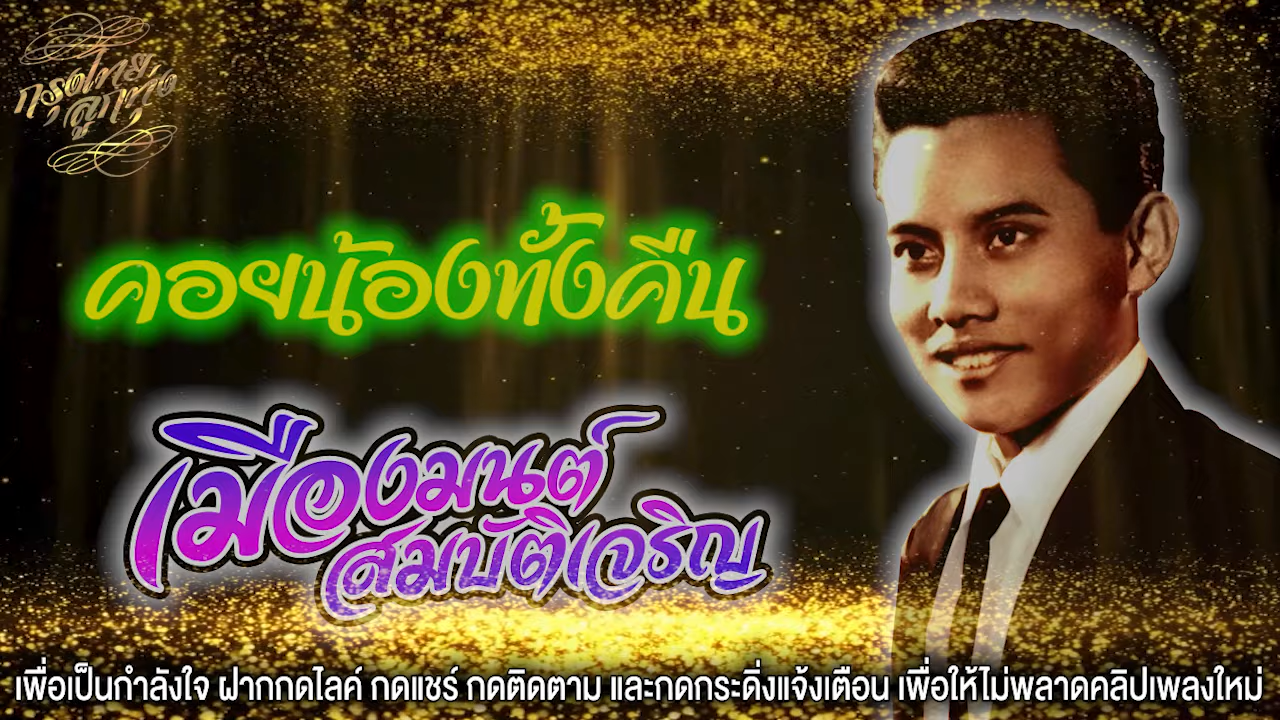 กรุงไทย
ลูกทุ่ง
คอยน้องทั้งคืน
เมืองมนต์
สมบัติเจริญ
เพื่อเป็นกำลังใจ ฝากกดไลค์ กดแชร์ กดติดตาม และกดกระดิ่งแจ้งเตือน เพื่อให้ไม่พลาดคลิปเพลงใหม่